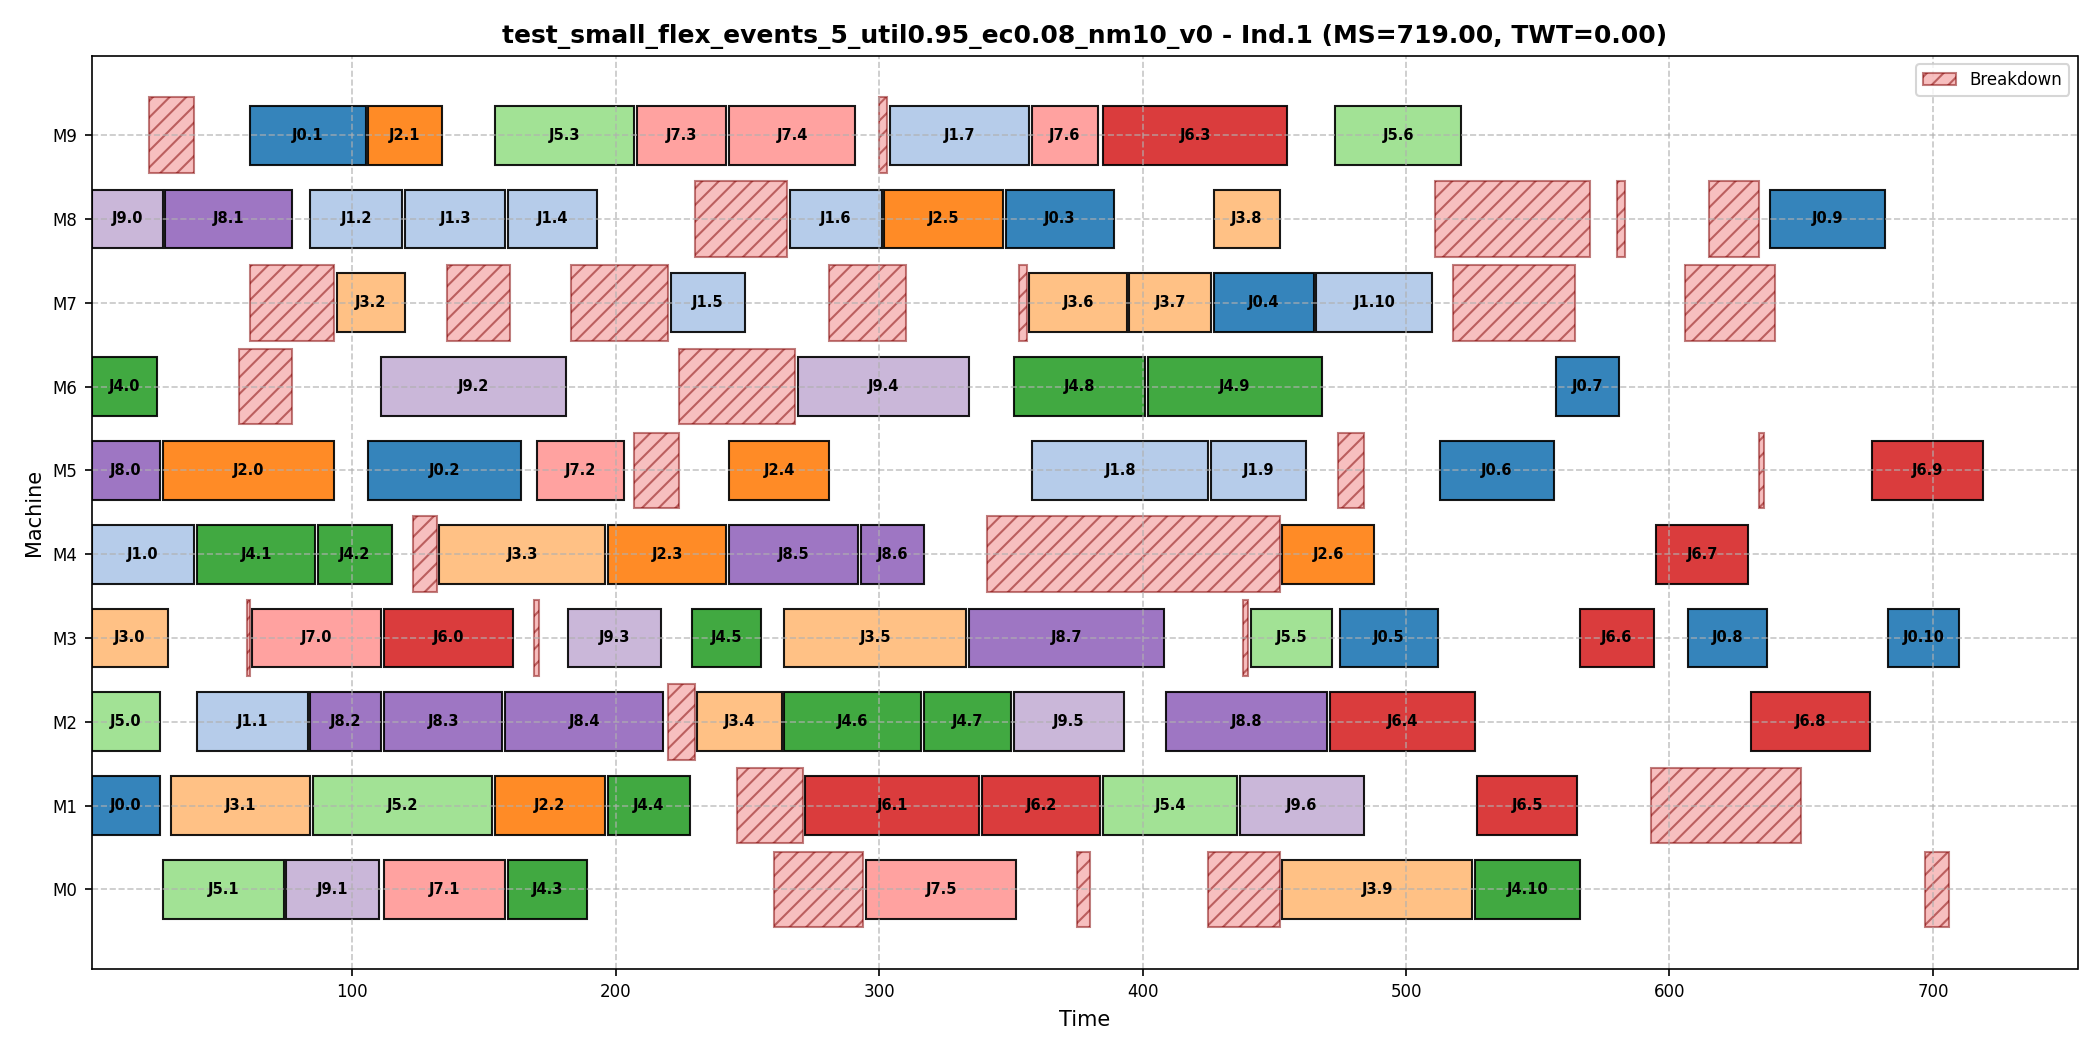 test_small_flex_events_5_util0.95_ec0.08_nm10_v0 - Ind.1 (MS=719.00, TWT=0.00)
Breakdown
M9 J0.1 J2.1 J5.3 J7.3 J7.4 J1.7 J7.6 J6.3 J5.6
M8 J9.0 J8.1 J1.2 J1.3 J1.4 J1.6 J2.5 J0.3 J3.8 J0.9
M7 J3.2 J1.5 J3.6 J3.7 J0.4 J1.10
M6 J4.0 J9.2 J9.4 J4.8 J4.9 J0.7
M5 J8.0 J2.0 J0.2 J7.2 J2.4 J1.8 J1.9 J0.6 J6.9
M4 J1.0 J4.1 J4.2 J3.3 J2.3 J8.5 J8.6 J2.6 J6.7
M3 J3.0 J7.0 J6.0 J9.3 J4.5 J3.5 J8.7 J5.5 J0.5 J6.6 J0.8 J0.10
M2 J5.0 J1.1 J8.2 J8.3 J8.4 J3.4 J4.6 J4.7 J9.5 J8.8 J6.4 J6.8
M1 J0.0 J3.1 J5.2 J2.2 J4.4 J6.1 J6.2 J5.4 J9.6 J6.5
M0 J5.1 J9.1 J7.1 J4.3 J7.5 J3.9 J4.10
Machine
100 200 300 400 500 600 700
Time